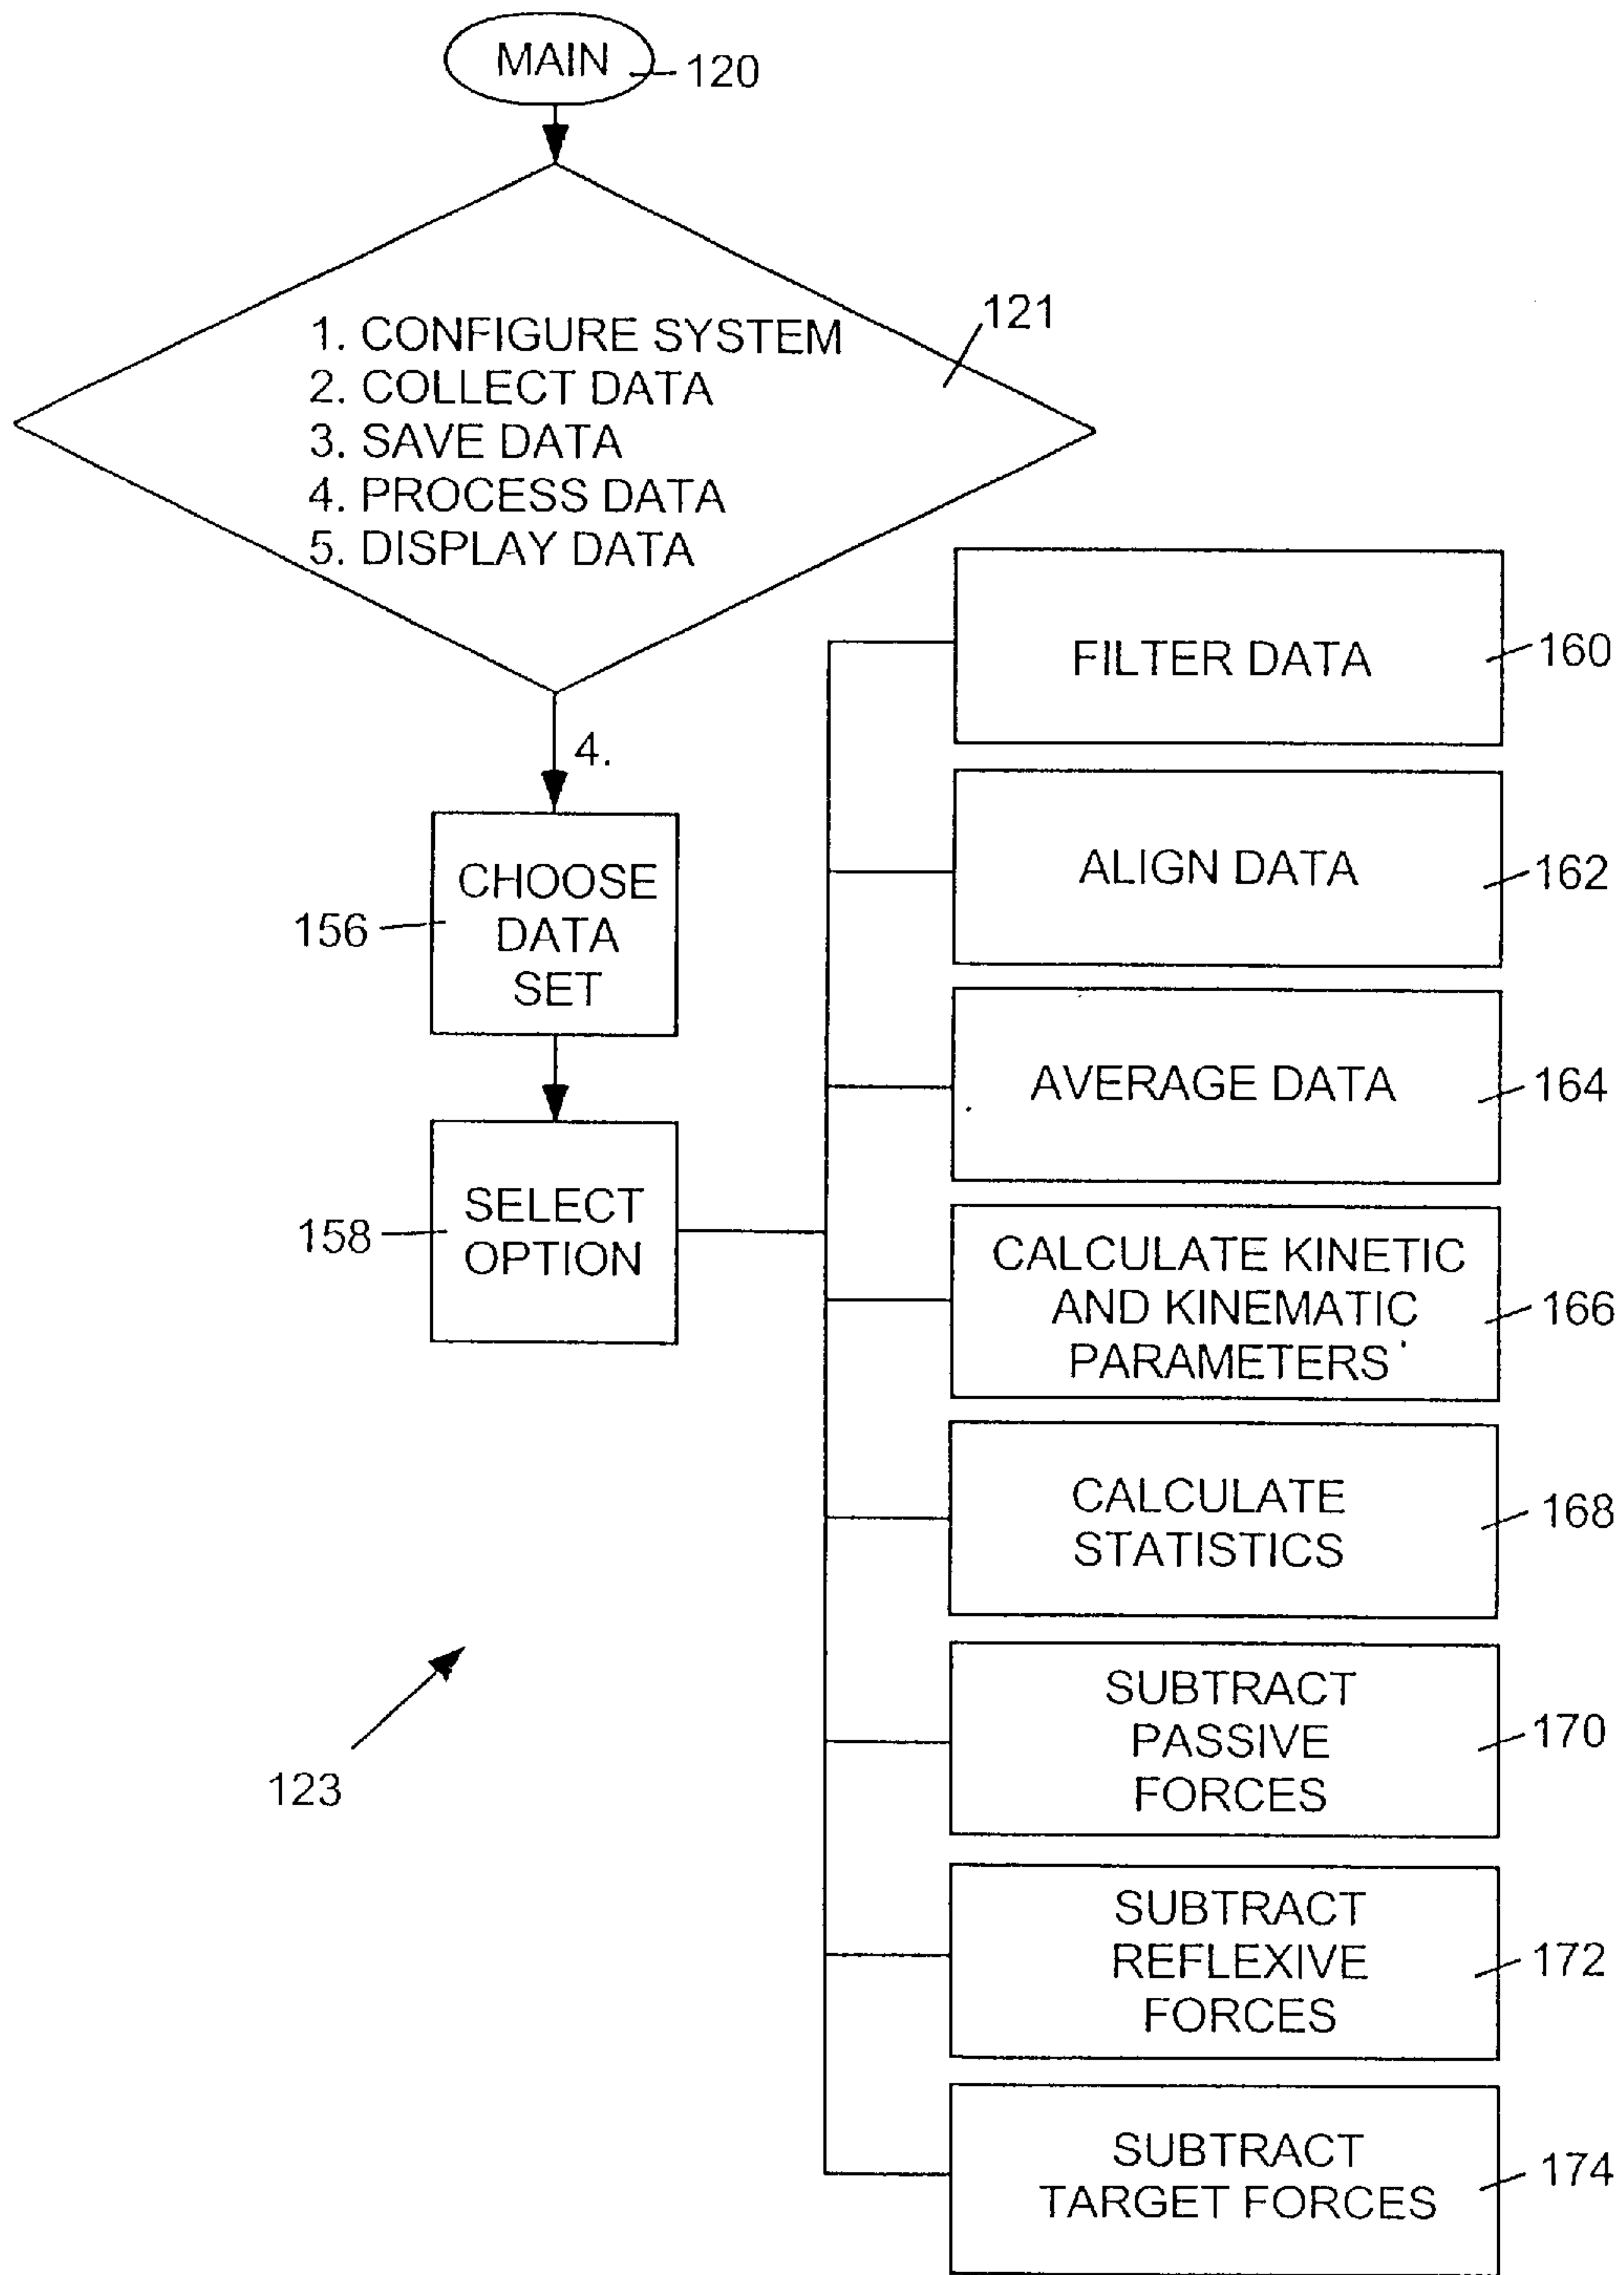 MAIN
120
121
1. CONFIGURE SYSTEM
2. COLLECT DATA
3. SAVE DATA
4. PROCESS DATA
5. DISPLAY DATA
4.
CHOOSE
DATA
SET
156
SELECT
OPTION
158
FILTER DATA
160
ALIGN DATA
162
AVERAGE DATA
164
CALCULATE KINETIC
AND KINEMATIC
PARAMETERS
166
CALCULATE
STATISTICS
168
SUBTRACT
PASSIVE
FORCES
170
SUBTRACT
REFLEXIVE
FORCES
172
SUBTRACT
TARGET FORCES
174
123